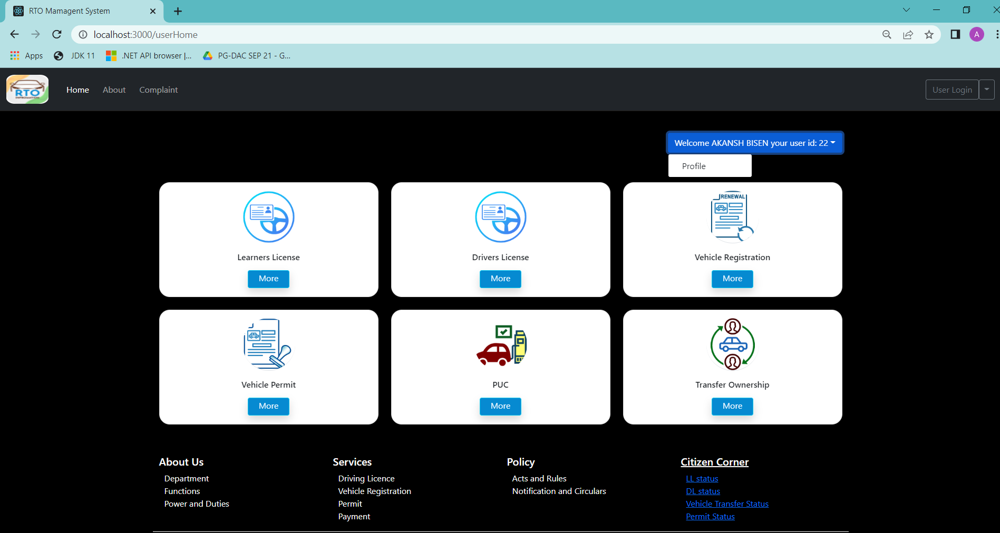 RTO Mamagent System
localhost:3000/userHome
A
Apps JDK 11 .NET API browser |... PG-DAC SEP 21 - G...
RTO
INFROMATION
Home About Complaint User Login
Welcome AKANSH BISEN your user id: 22
Profile
RENEWAL
Learners License Drivers License Vehicle Registration
More More More
Vehicle Permit PUC Transfer Ownership
More More More
About Us Services Policy Citizen Corner
Department Driving Licence Acts and Rules LL status
Functions Vehicle Registration Notification and Circulars DL status
Power and Duties Permit Vehicle Transfer Status
Payment Permit Status